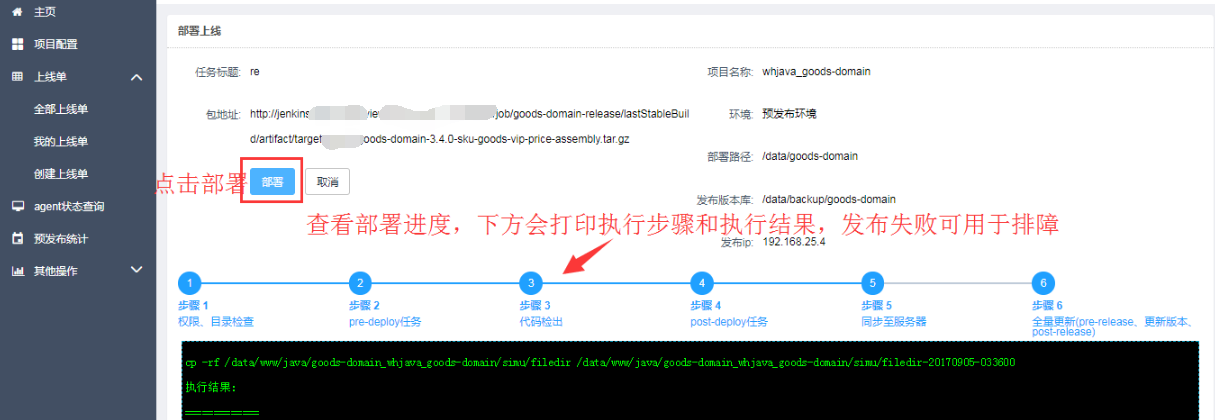 主页
项目配置
上线单
全部上线单
我的上线单
创建上线单
agent状态查询
预发布统计
其他操作
部署上线
任务标题: re
项目名称: whjava_goods-domain
包地址: http://jenkins
job/goods-domain-release/lastStableBuil
d/artifact/target
oods-domain-3.4.0-sku-goods-vip-price-assembly.tar.gz
环境: 预发布环境
部署路径: /data/goods-domain
点击部署
部署
取消
发布版本库: /data/backup/goods-domain
查看部署进度，下方会打印执行步骤和执行结果，发布失败可用于排障
发布ip: 192.168.25.4
1
步骤 1
权限、目录检查
2
步骤 2
pre-deploy任务
3
步骤 3
代码检出
4
步骤 4
post-deploy任务
5
步骤 5
同步至服务器
6
步骤 6
全量更新(pre-release、更新版本、
post-release)
cp -rf /data/www/java/goods-domain_whjava_goods-domain/simu/filedir /data/www/java/goods-domain_whjava_goods-domain/simu/filedir-20170905-033600
执行结果:
============